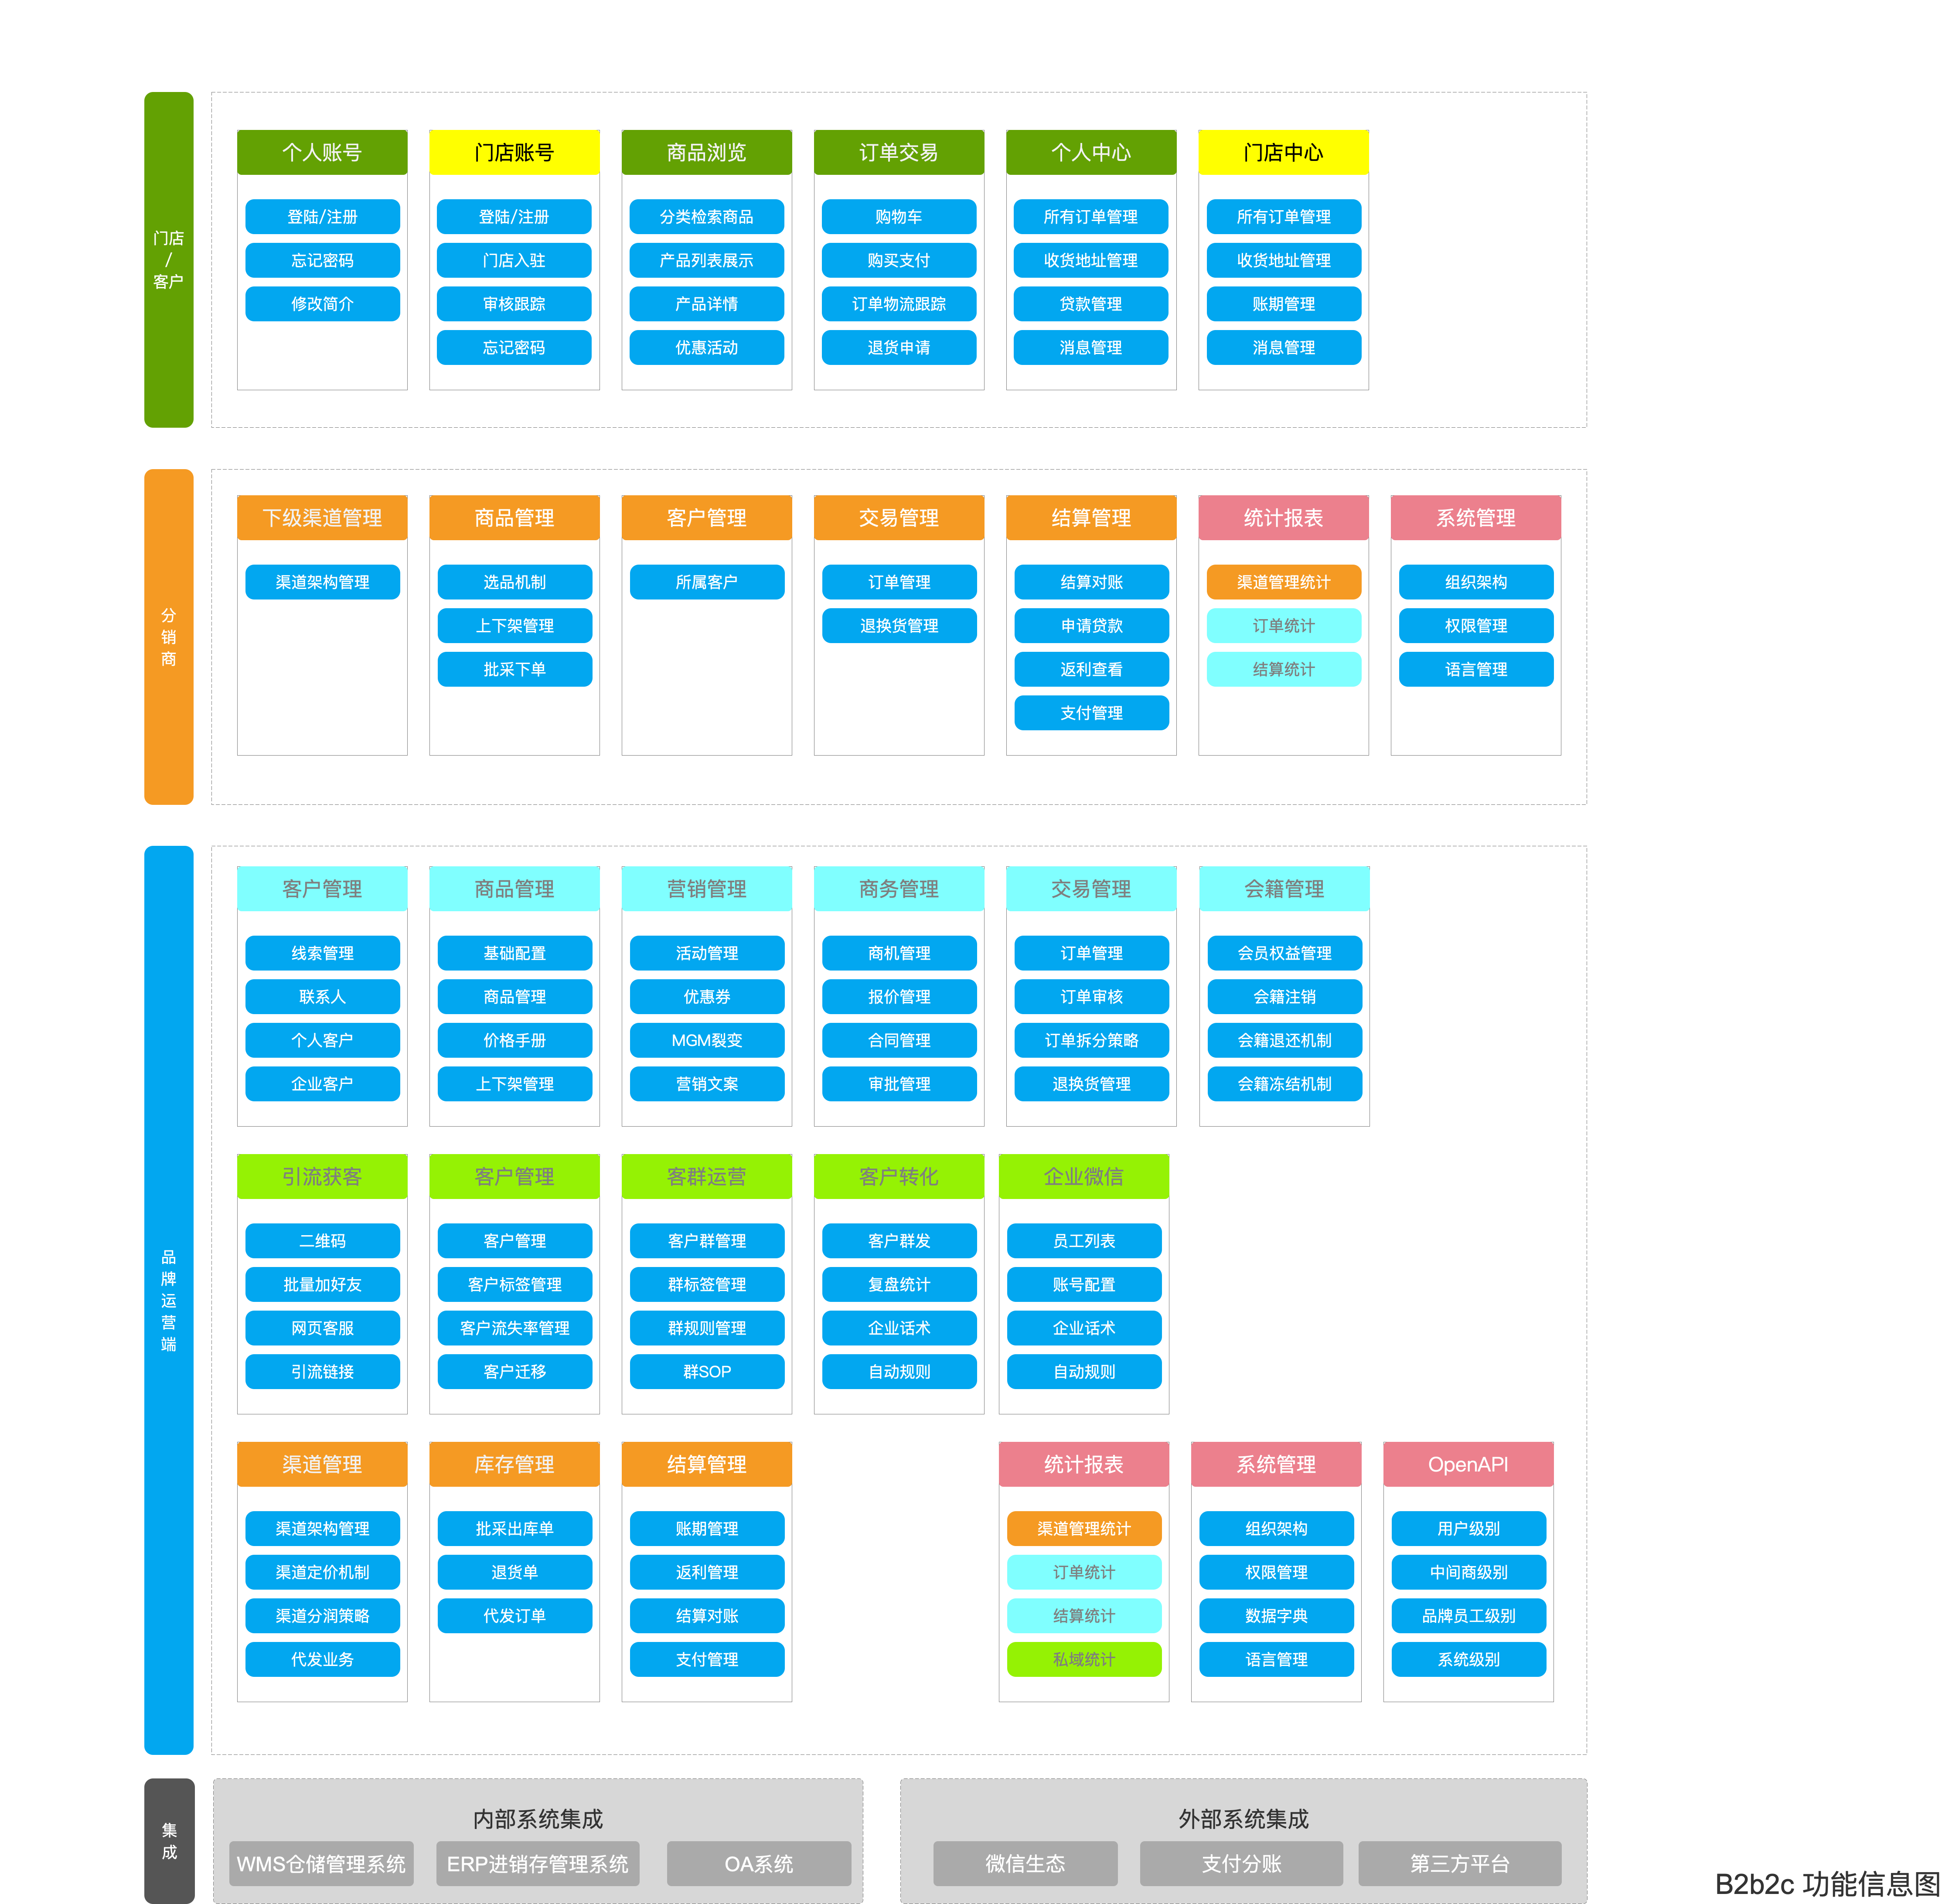 门店
/
客户
个人账号
登陆/注册
忘记密码
修改简介
门店账号
登陆/注册
门店入驻
审核跟踪
忘记密码
商品浏览
分类检索商品
产品列表展示
产品详情
优惠活动
订单交易
购物车
购买支付
订单物流跟踪
退货申请
个人中心
所有订单管理
收货地址管理
贷款管理
消息管理
门店中心
所有订单管理
收货地址管理
账期管理
消息管理
分
销
商
下级渠道管理
渠道架构管理
商品管理
选品机制
上下架管理
批采下单
客户管理
所属客户
交易管理
订单管理
退换货管理
结算管理
结算对账
申请贷款
返利查看
支付管理
统计报表
渠道管理统计
订单统计
结算统计
系统管理
组织架构
权限管理
语言管理
品
牌
运
营
端
客户管理
线索管理
联系人
个人客户
企业客户
商品管理
基础配置
商品管理
价格手册
上下架管理
营销管理
活动管理
优惠券
MGM裂变
营销文案
商务管理
商机管理
报价管理
合同管理
审批管理
交易管理
订单管理
订单审核
订单拆分策略
退换货管理
会籍管理
会员权益管理
会籍注销
会籍退还机制
会籍冻结机制
引流获客
二维码
批量加好友
网页客服
引流链接
客户管理
客户管理
客户标签管理
客户流失率管理
客户迁移
客群运营
客户群管理
群标签管理
群规则管理
群SOP
客户转化
客户群发
复盘统计
企业话术
自动规则
企业微信
员工列表
账号配置
企业话术
自动规则
渠道管理
渠道架构管理
渠道定价机制
渠道分润策略
代发业务
库存管理
批采出库单
退货单
代发订单
结算管理
账期管理
返利管理
结算对账
支付管理
统计报表
渠道管理统计
订单统计
结算统计
私域统计
系统管理
组织架构
权限管理
数据字典
语言管理
OpenAPI
用户级别
中间商级别
品牌员工级别
系统级别
集
成
内部系统集成
WMS仓储管理系统
ERP进销存管理系统
OA系统
外部系统集成
微信生态
支付分账
第三方平台
B2b2c 功能信息图